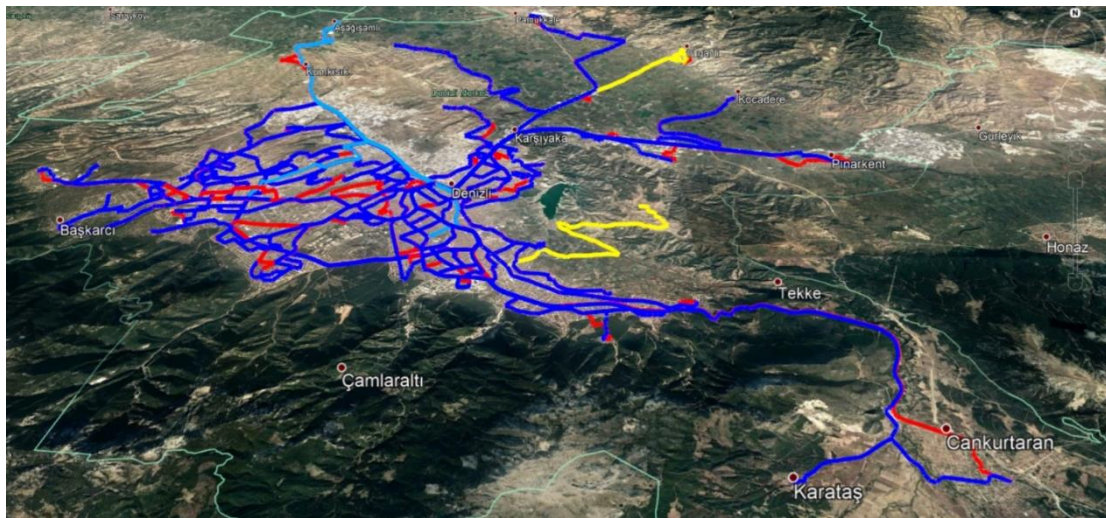 Aşağışamlı
Pamukkale
Karşıyaka
Kocadere
Gürleyik
Pınarkent
Denizli
Başkarcı
Honaz
Tekke
Çamlaraltı
Cankurtaran
Karataş
N